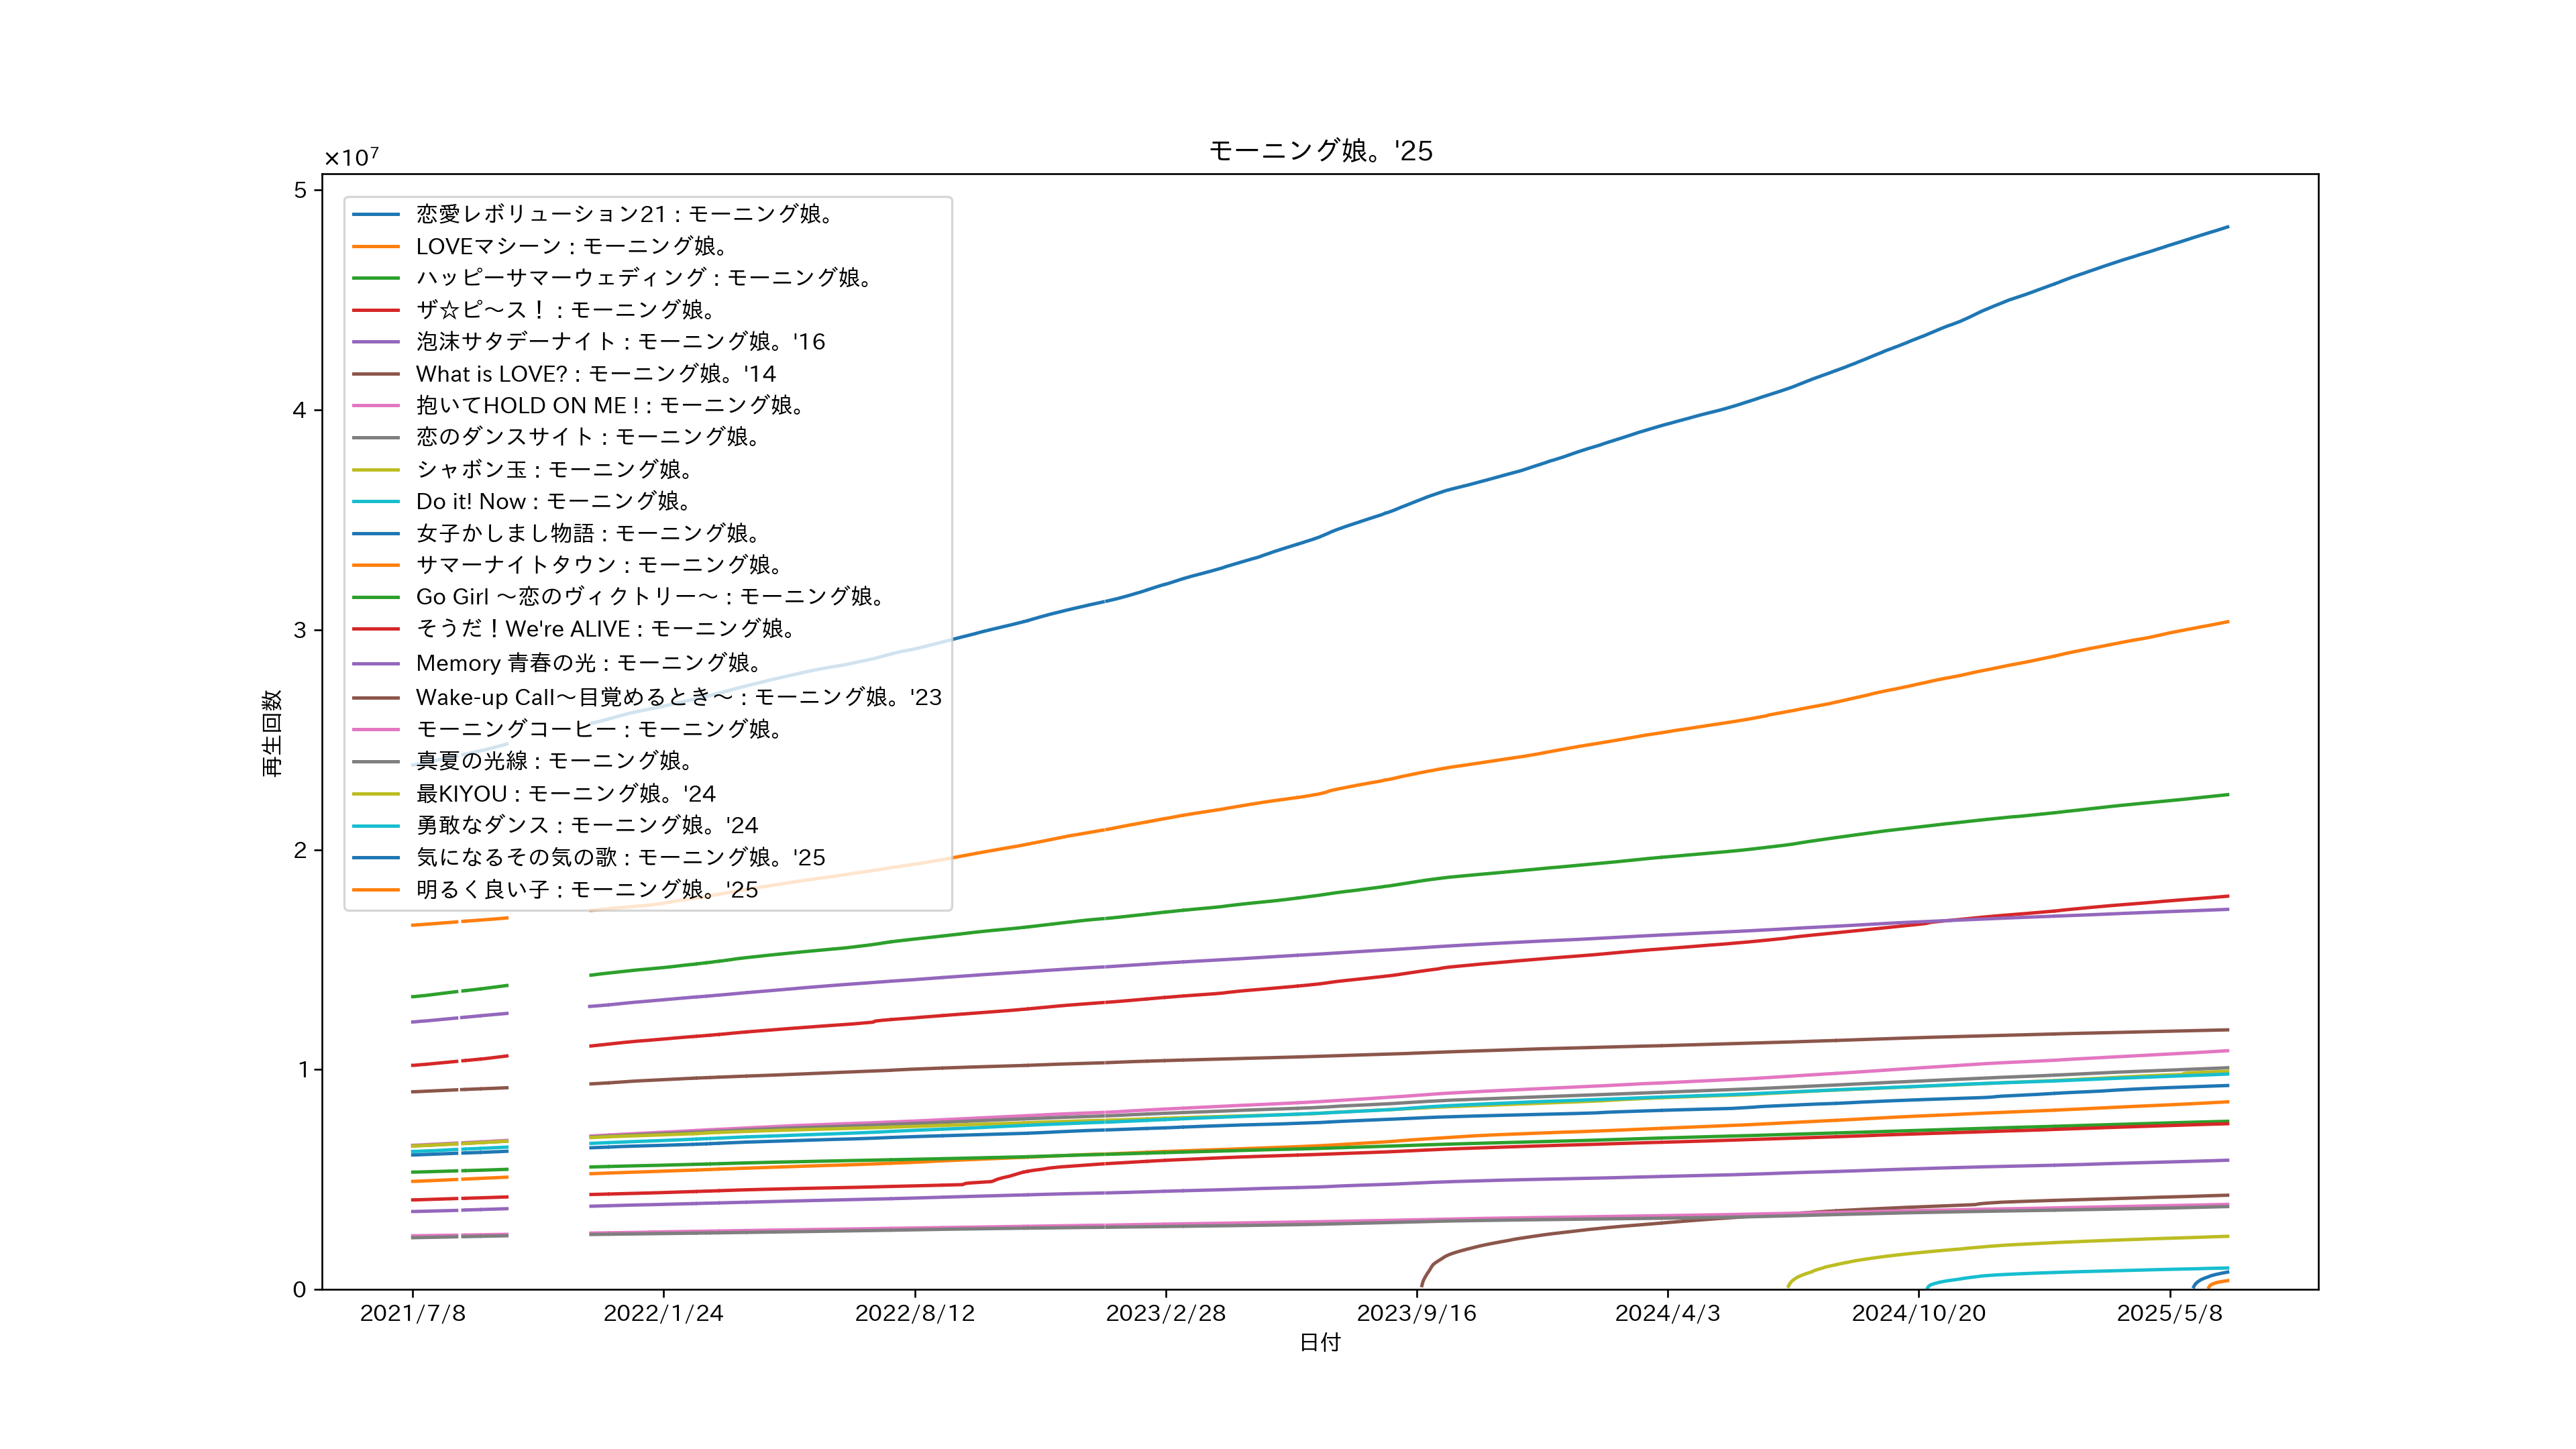 モーニング娘。'25
×10⁷
5
4
3
2
1
0
再生回数
恋愛レボリューション21 : モーニング娘。
LOVEマシーン : モーニング娘。
ハッピーサマーウェディング : モーニング娘。
ザ☆ピ〜ス! : モーニング娘。
泡沫サタデーナイト : モーニング娘。'16
What is LOVE? : モーニング娘。'14
抱いてHOLD ON ME ! : モーニング娘。
恋のダンスサイト : モーニング娘。
シャボン玉 : モーニング娘。
Do it! Now : モーニング娘。
女子かしまし物語 : モーニング娘。
サマーナイトタウン : モーニング娘。
Go Girl 〜恋のヴィクトリー〜 : モーニング娘。
そうだ！We're ALIVE : モーニング娘。
Memory 青春の光 : モーニング娘。
Wake-up Call〜目覚めるとき〜 : モーニング娘。'23
モーニングコーヒー : モーニング娘。
真夏の光線 : モーニング娘。
最KIYOU : モーニング娘。'24
勇敢なダンス : モーニング娘。'24
気になるその気の歌 : モーニング娘。'25
明るく良い子 : モーニング娘。'25
2021/7/8 2022/1/24 2022/8/12 2023/2/28 2023/9/16 2024/4/3 2024/10/20 2025/5/8
日付